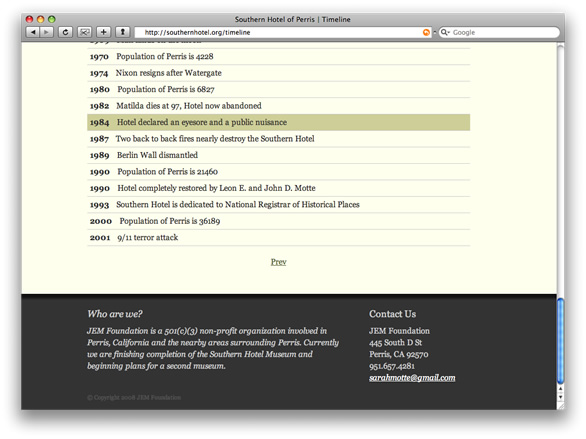 Southern Hotel of Perris | Timeline
http://southernhotel.org/timeline
Google
1970 Population of Perris is 4228
1974 Nixon resigns after Watergate
1980 Population of Perris is 6827
1982 Matilda dies at 97, Hotel now abandoned
1984 Hotel declared an eyesore and a public nuisance
1987 Two back to back fires nearly destroy the Southern Hotel
1989 Berlin Wall dismantled
1990 Population of Perris is 21460
1990 Hotel completely restored by Leon E. and John D. Motte
1993 Southern Hotel is dedicated to National Registrar of Historical Places
2000 Population of Perris is 36189
2001 9/11 terror attack
Prev
Who are we?
JEM Foundation is a 501(c)(3) non-profit organization involved in
Perris, California and the nearby areas surrounding Perris. Currently
we are finishing completion of the Southern Hotel Museum and
beginning plans for a second museum.
© Copyright 2008 JEM Foundation
Contact Us
JEM Foundation
445 South D St
Perris, CA 92570
951.657.4281
sarahmotte@gmail.com